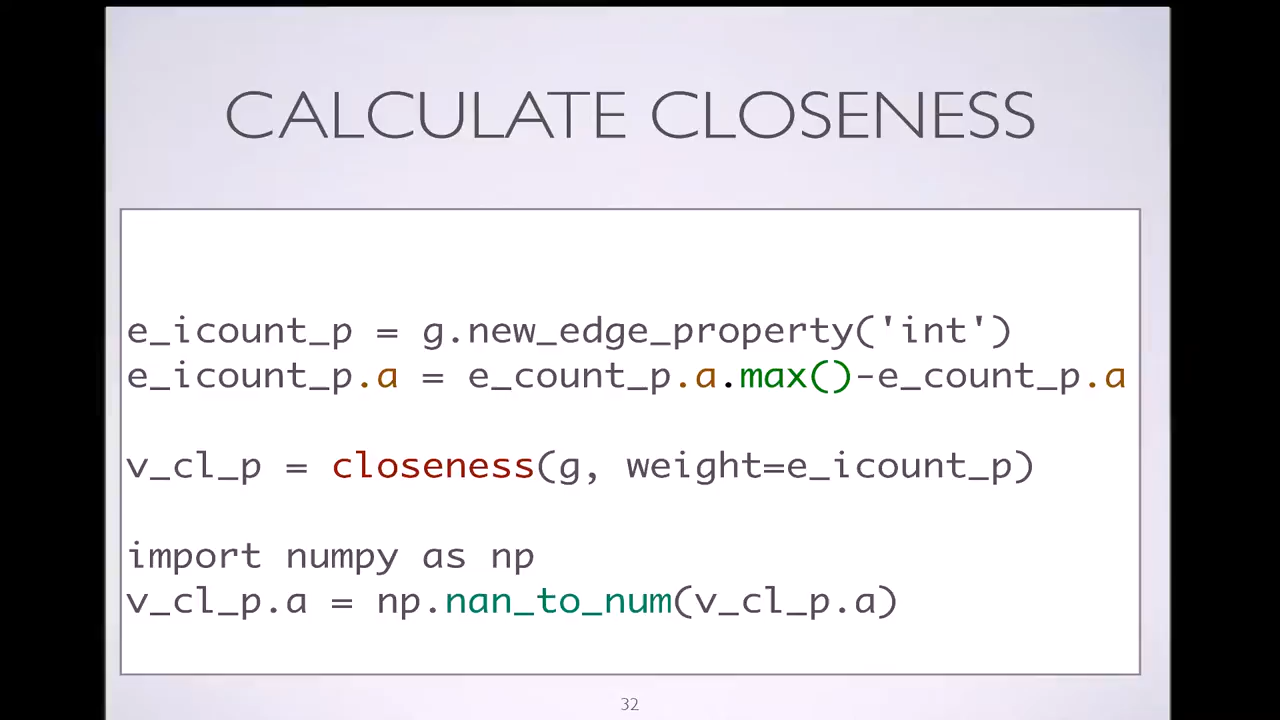 CALCULATE CLOSENESS
e_icount_p = g.new_edge_property('int')
e_icount_p.a = e_count_p.a.max()-e_count_p.a
v_cl_p = closeness(g, weight=e_icount_p)
import numpy as np
v_cl_p.a = np.nan_to_num(v_cl_p.a)
32